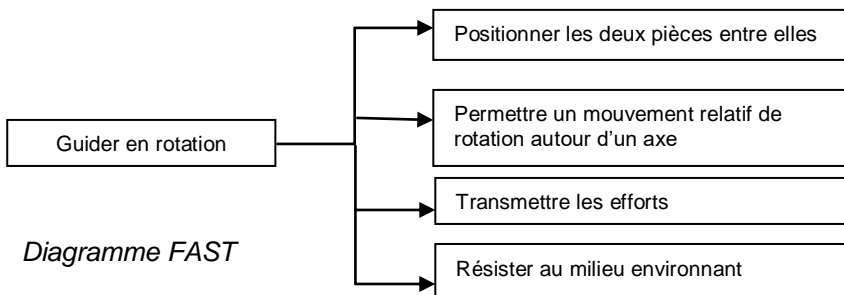 Positionner les deux pièces entre elles
Permettre un mouvement relatif de
rotation autour d'un axe
Guider en rotation
Transmettre les efforts
Diagramme FAST
Résister au milieu environnant